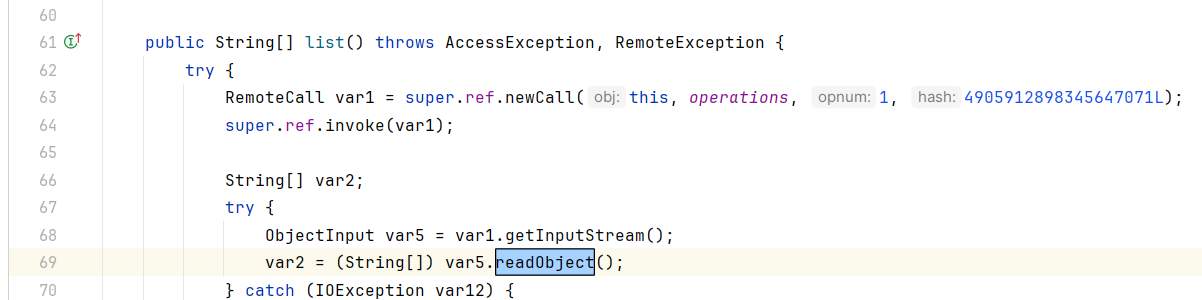 60
61 public String[] list() throws AccessException, RemoteException {
62 try {
63 RemoteCall var1 = super.ref.newCall( obj: this, operations, opnum: 1, hash: 4905912898345647071L);
64 super.ref.invoke(var1);
65
66 String[] var2;
67 try {
68 ObjectInput var5 = var1.getInputStream();
69 var2 = (String[]) var5.readObject();
70 } catch (IOException var12) {